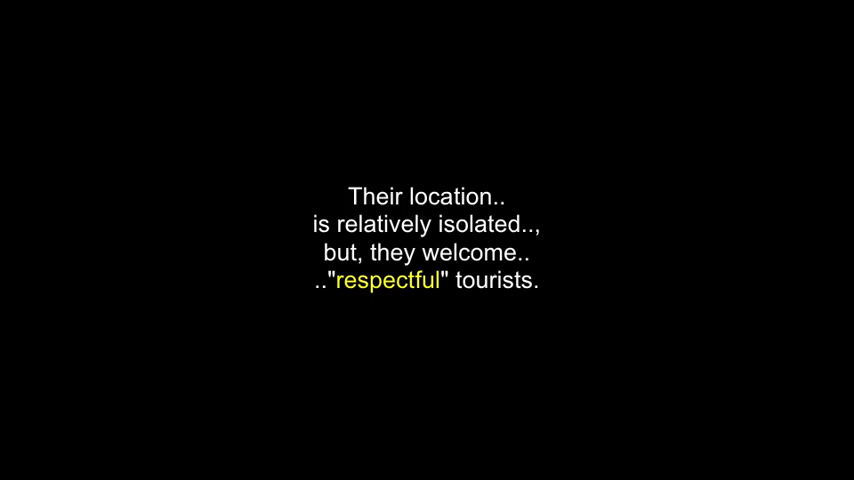 Their location..
is relatively isolated..,
but, they welcome..
.."respectful" tourists.